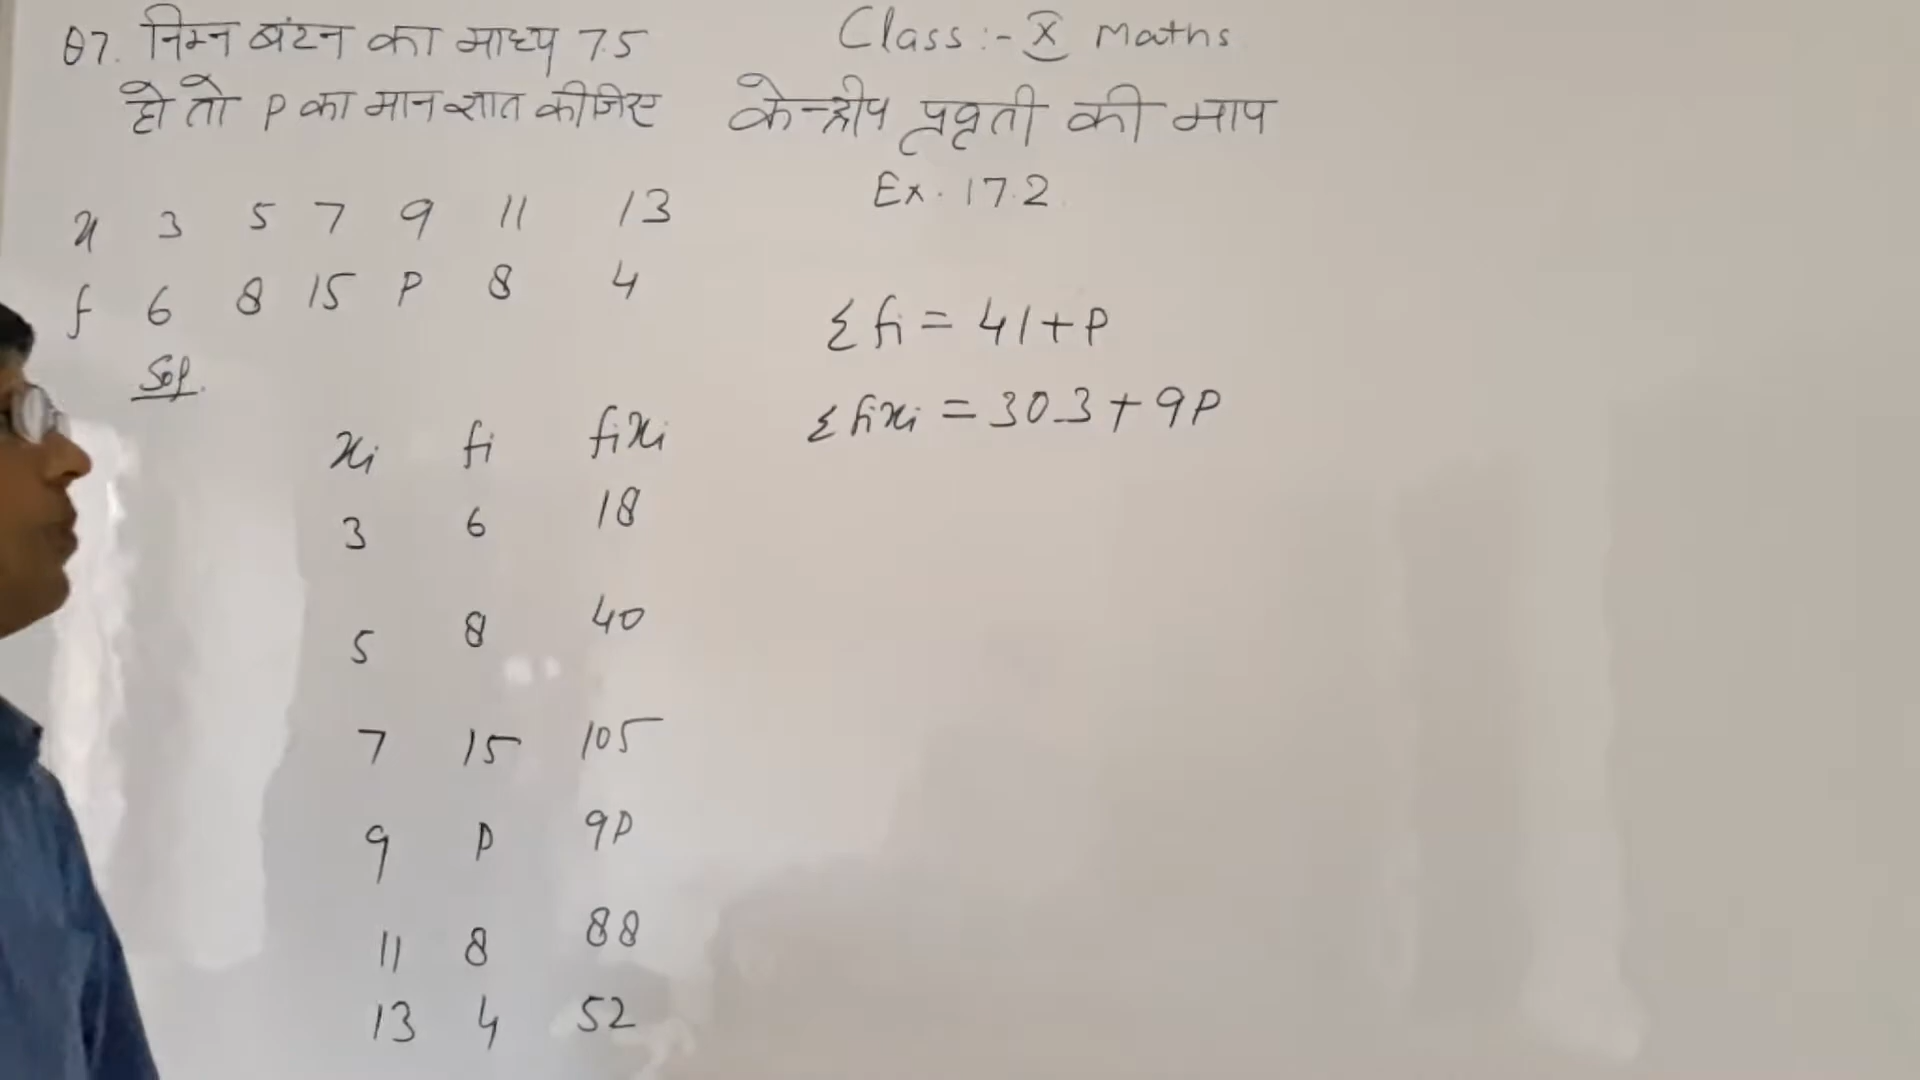 Q7. निम्न बंटन का माध्य 7.5
हो तो P का मान ज्ञात कीजिए
Class :- X Maths
केन्द्रीय प्रवृती की माप
Ex. 17.2
x 3 5 7 9 11 13
f 6 8 15 P 8 4
Sol.
xi fi fixi
3 6 18
5 8 40
7 15 105
9 P 9P
11 8 88
13 4 52
Σfi = 41+P
Σfixi = 303+9P